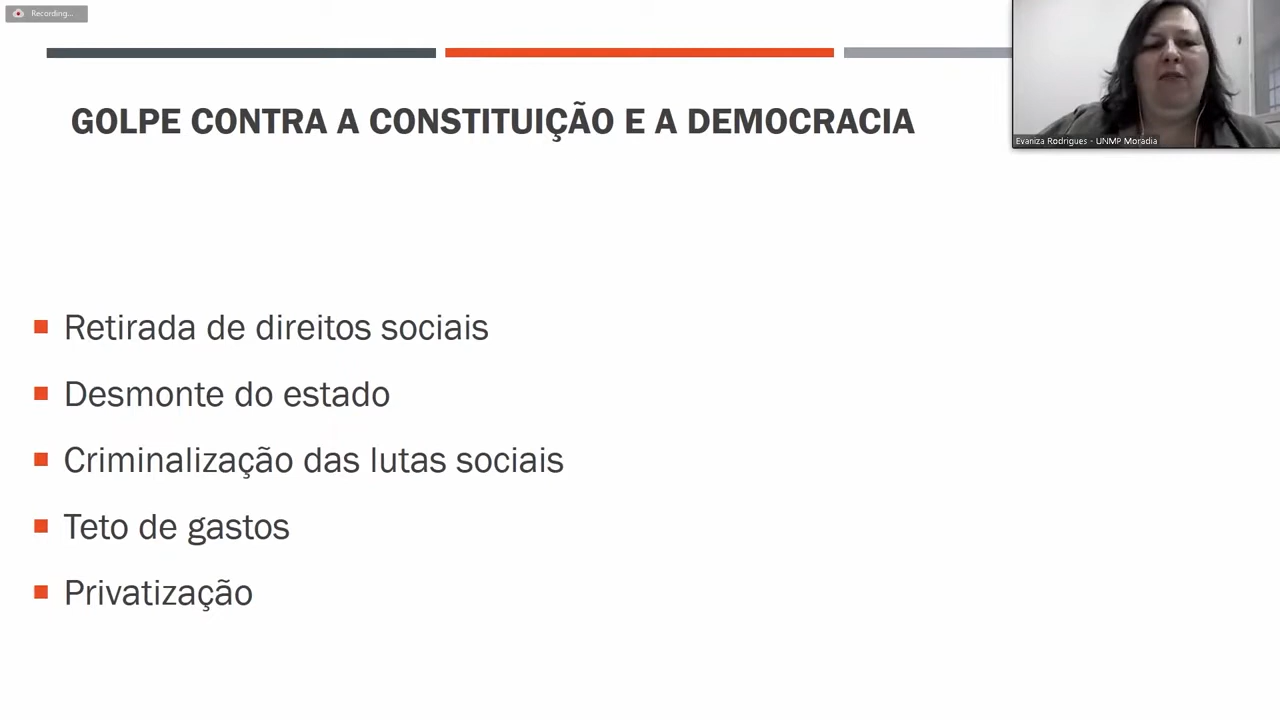 Recording...
GOLPE CONTRA A CONSTITUIÇÃO E A DEMOCRACIA
Evaniza Rodrigues - UNMP Moradia
Retirada de direitos sociais
Desmonte do estado
Criminalização das lutas sociais
Teto de gastos
Privatização